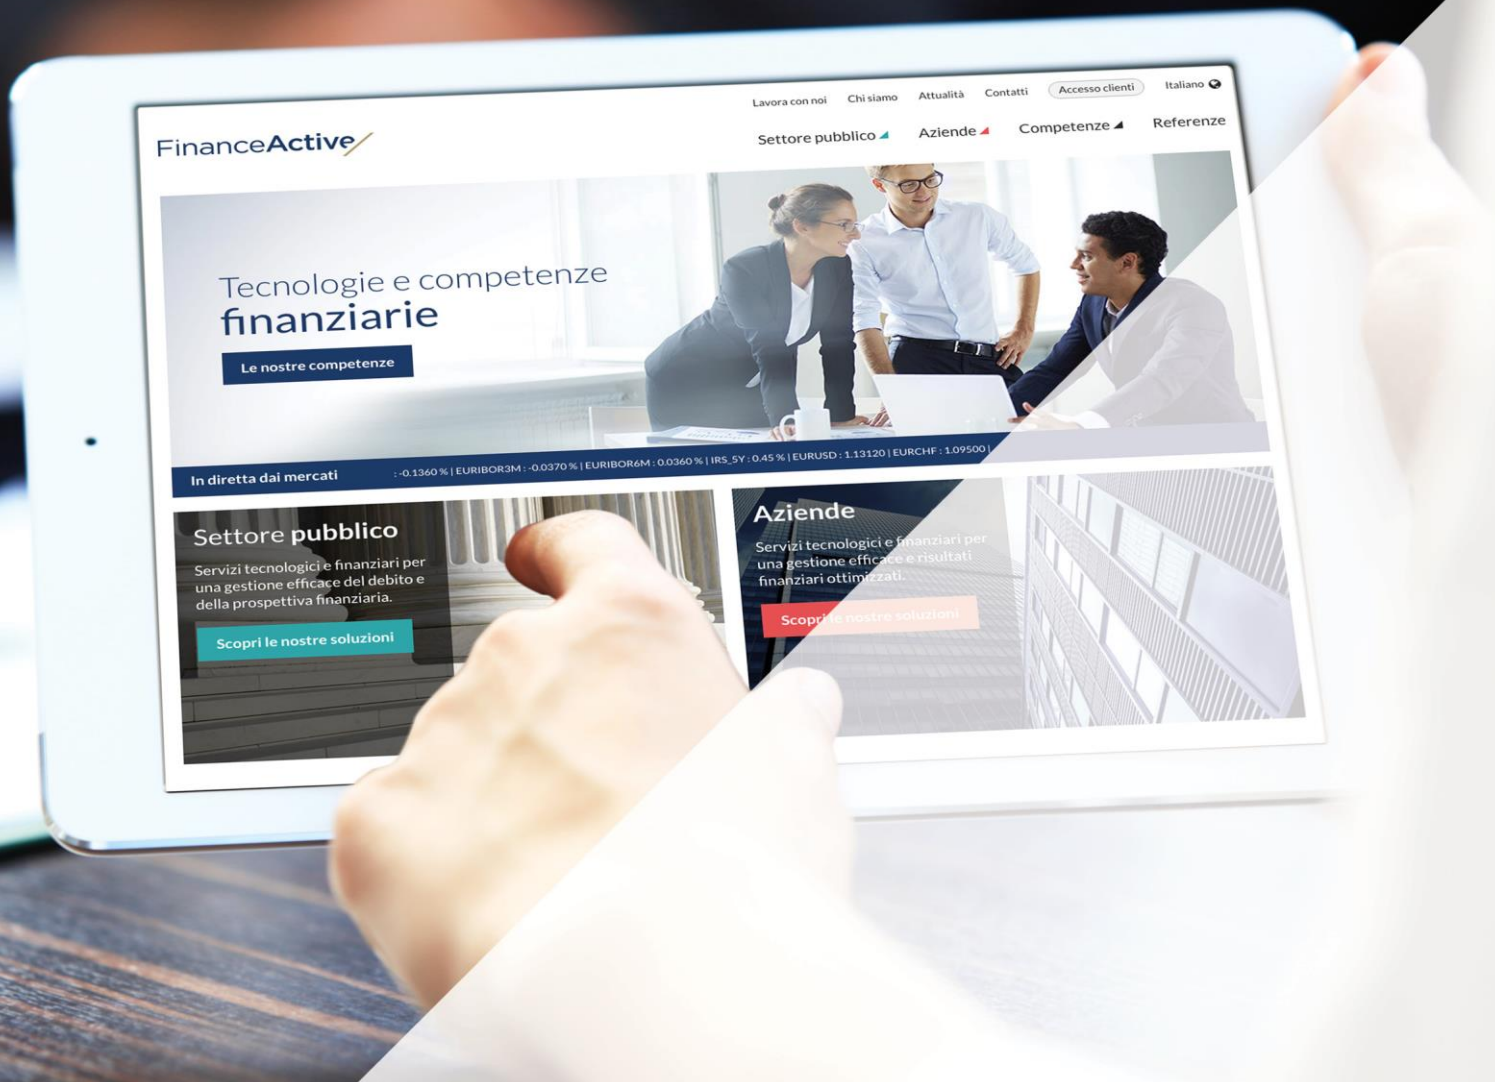 Lavora con noi Chi siamo Attualità Contatti Accesso clienti Italiano
FinanceActive
Settore pubblico Aziende Competenze Referenze
Tecnologie e competenze
finanziarie
Le nostre competenze
In diretta dai mercati : -0.1360 % | EURIBOR3M : -0.0370 % | EURIBOR6M : 0.0360 % | IRS_5Y : 0.45 % | EURUSD : 1.13120 | EURCHF : 1.09500 |
Settore pubblico
Servizi tecnologici e finanziari per
una gestione efficace del debito e
della prospettiva finanziaria.
Scopri le nostre soluzioni
Aziende
Servizi tecnologici e finanziari per
una gestione efficace e risultati
finanziari ottimizzati.
Scopri le nostre soluzioni